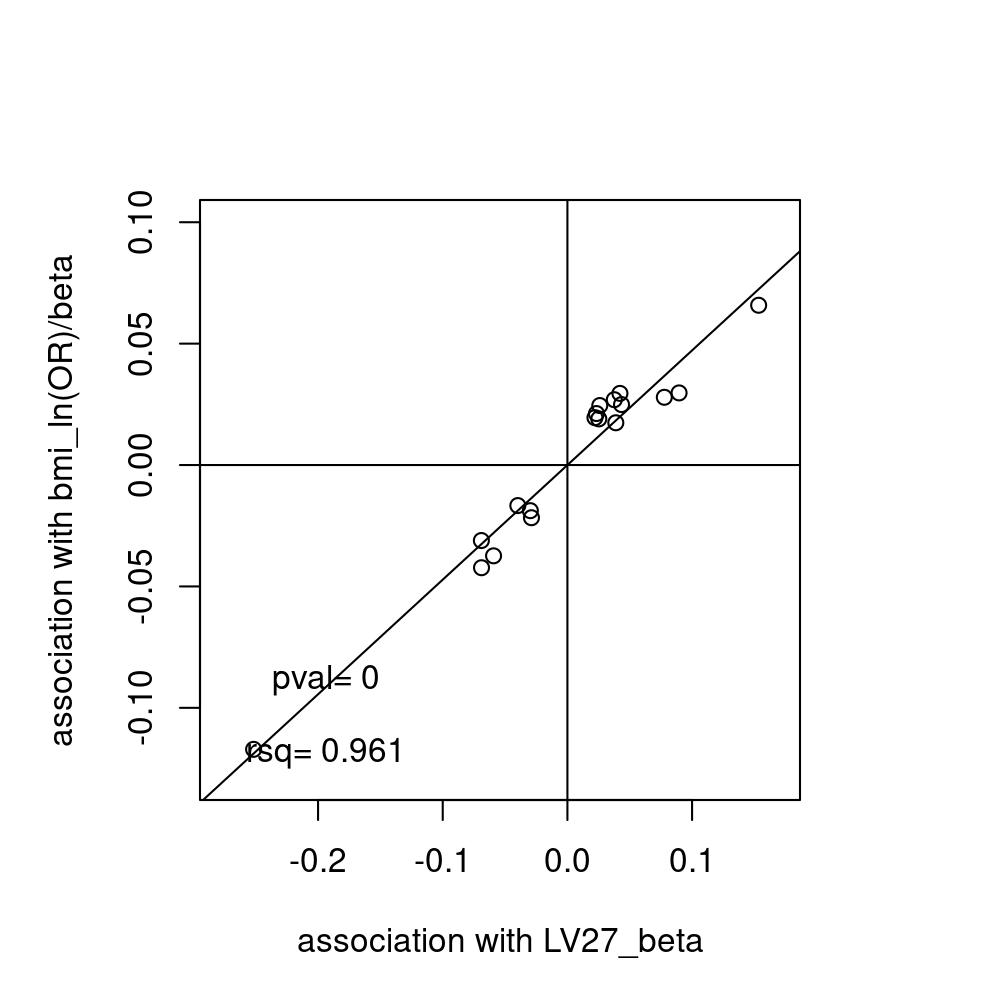 association with bmi_ln(OR)/beta
0.10
0.05
0.00
-0.05
-0.10
pval= 0
rsq= 0.961
-0.2 -0.1 0.0 0.1
association with LV27_beta